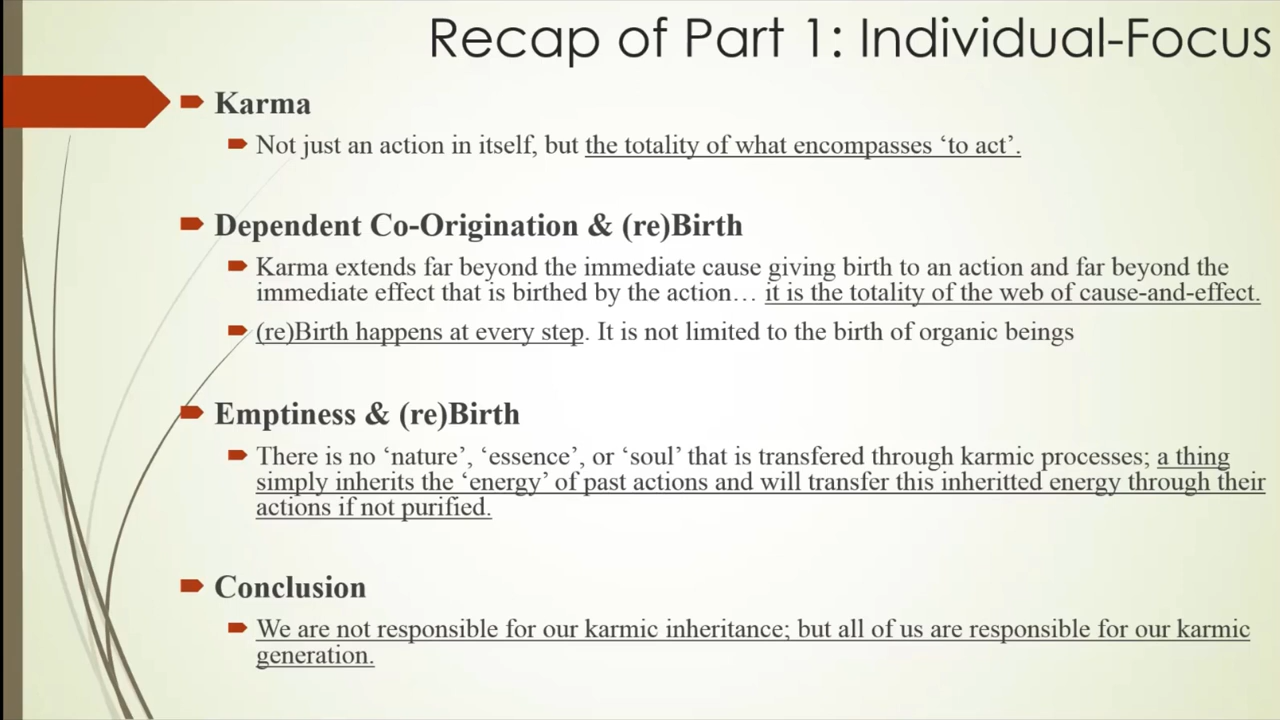 Recap of Part 1: Individual-Focus
Karma
Not just an action in itself, but the totality of what encompasses ‘to act’.
Dependent Co-Origination & (re)Birth
Karma extends far beyond the immediate cause giving birth to an action and far beyond the
immediate effect that is birthed by the action… it is the totality of the web of cause-and-effect.
(re)Birth happens at every step. It is not limited to the birth of organic beings
Emptiness & (re)Birth
There is no ‘nature’, ‘essence’, or ‘soul’ that is transfered through karmic processes; a thing
simply inherits the ‘energy’ of past actions and will transfer this inheritted energy through their
actions if not purified.
Conclusion
We are not responsible for our karmic inheritance; but all of us are responsible for our karmic
generation.